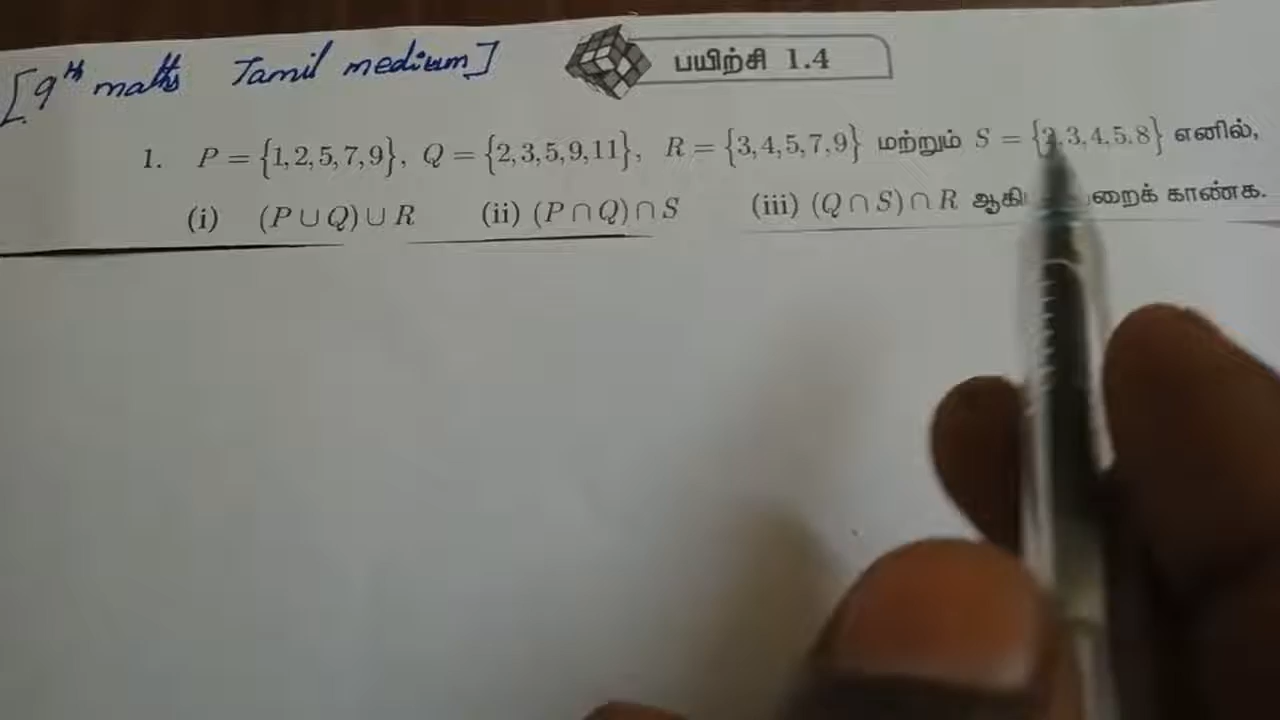 [9th maths Tamil medium]
பயிற்சி 1.4
1. P = {1,2,5,7,9}, Q = {2,3,5,9,11}, R = {3,4,5,7,9} மற்றும் S = {2,3,4,5,8} எனில்,
(i) (P ∪ Q) ∪ R (ii) (P ∩ Q) ∩ S (iii) (Q ∩ S) ∩ R காண்க.